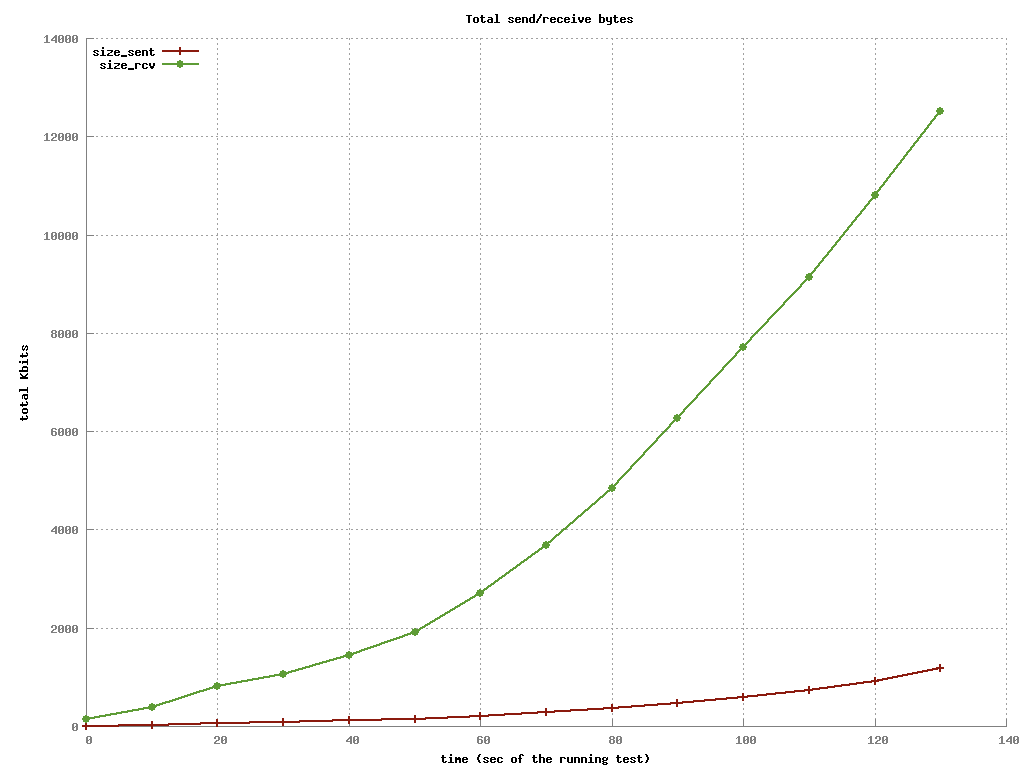 Total send/receive bytes
14000
size_sent
size_rcv
12000
10000
8000
total Kbits
6000
4000
2000
0
0 20 40 60 80 100 120 140
time (sec of the running test)